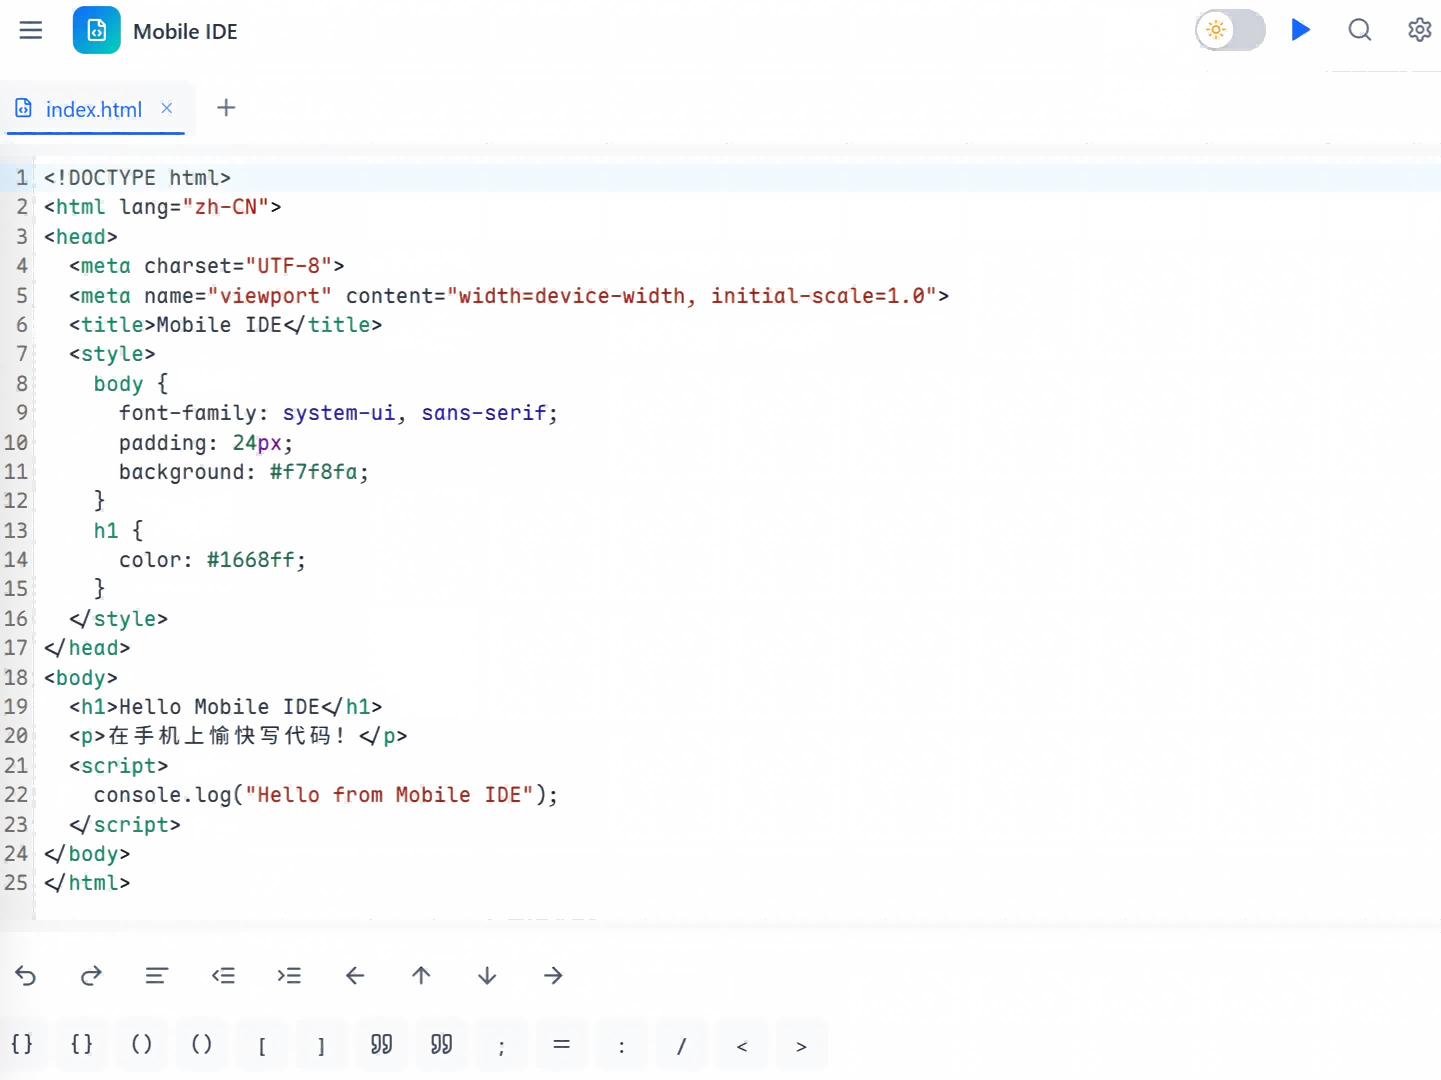 Mobile IDE
index.html
1 <!DOCTYPE html>
2 <html lang="zh-CN">
3 <head>
4   <meta charset="UTF-8">
5   <meta name="viewport" content="width=device-width, initial-scale=1.0">
6   <title>Mobile IDE</title>
7   <style>
8     body {
9       font-family: system-ui, sans-serif;
10       padding: 24px;
11       background: #f7f8fa;
12     }
13     h1 {
14       color: #1668ff;
15     }
16   </style>
17 </head>
18 <body>
19   <h1>Hello Mobile IDE</h1>
20   <p>在手机上愉快写代码！</p>
21   <script>
22     console.log("Hello from Mobile IDE");
23   </script>
24 </body>
25 </html>
{} {} () () [ ] "" "" ; = : / < >